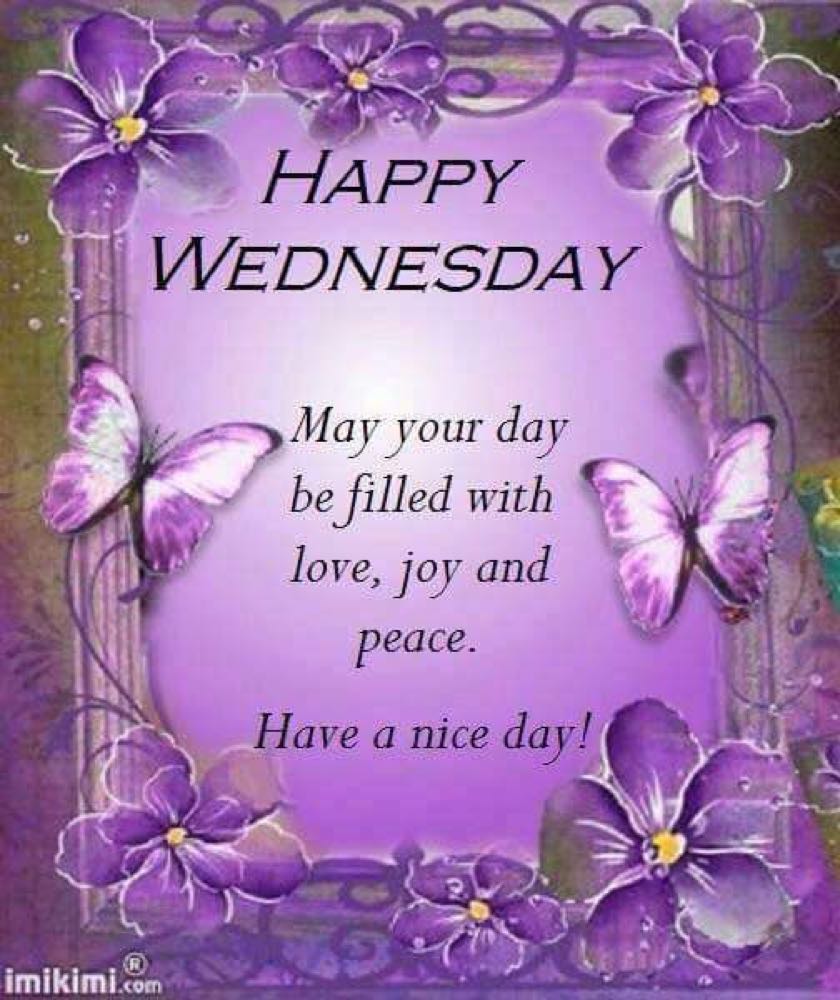 HAPPY
WEDNESDAY
May your day
be filled with
love, joy and
peace.
Have a nice day!
imikimi.com®